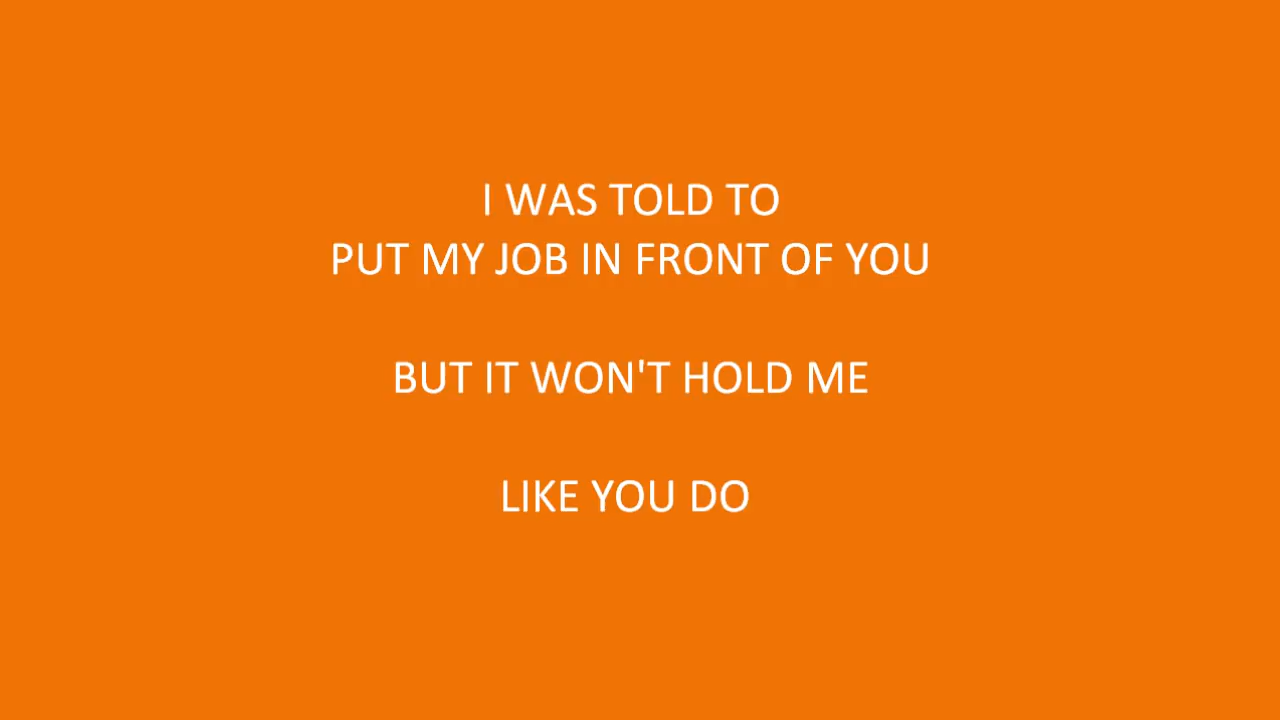 I WAS TOLD TO
PUT MY JOB IN FRONT OF YOU
BUT IT WON'T HOLD ME
LIKE YOU DO